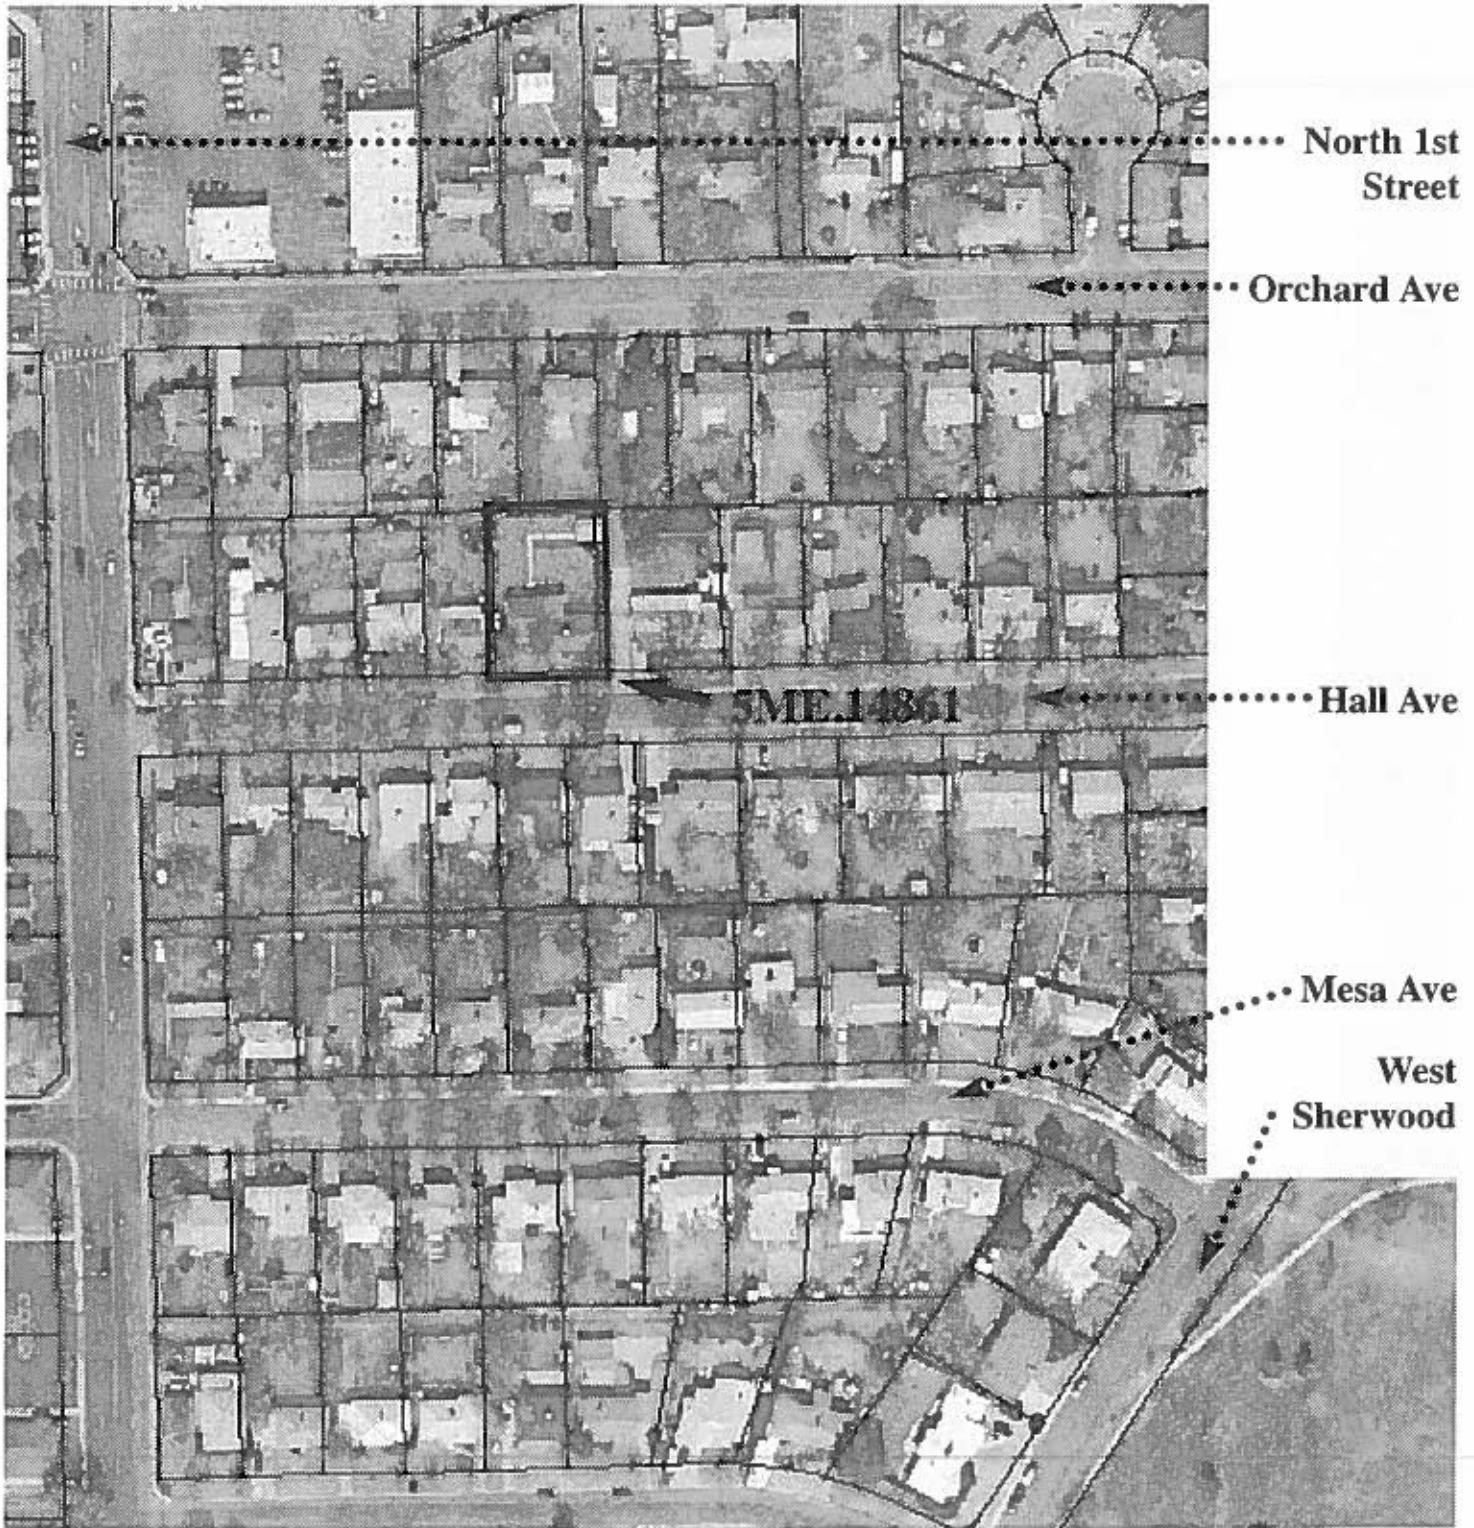 North 1st
Street
Orchard Ave
5ME.14861
Hall Ave
Mesa Ave
West
Sherwood